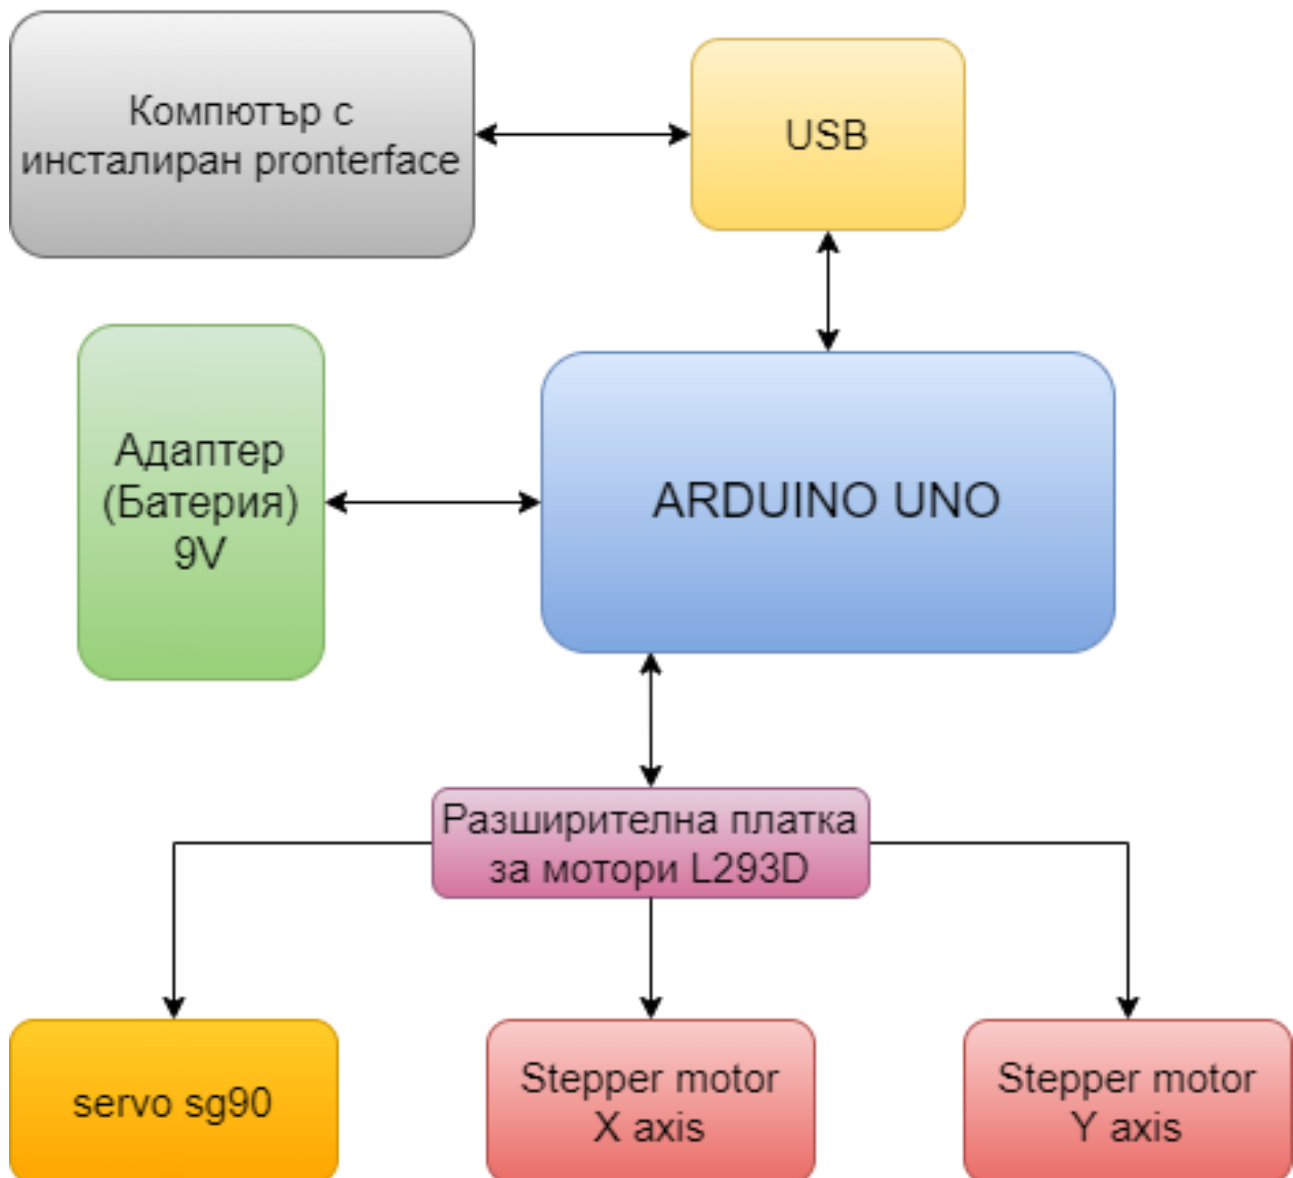 Компютър с
инсталиран pronterface
USB
Адаптер
(Батерия)
9V
ARDUINO UNO
Разширителна платка
за мотори L293D
servo sg90
Stepper motor
X axis
Stepper motor
Y axis